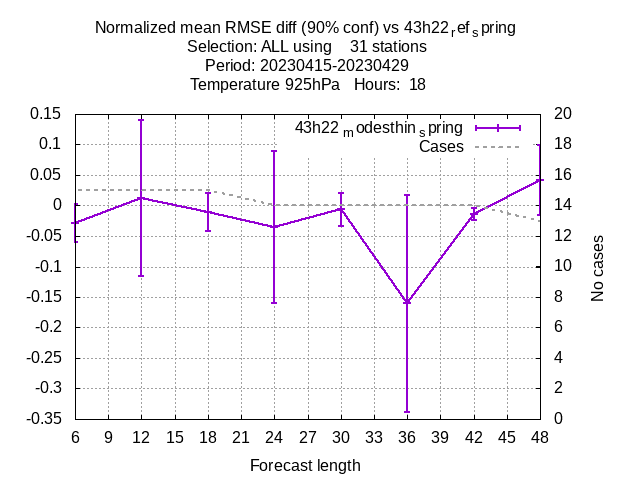 Normalized mean RMSE diff (90% conf) vs 43h22refspring
Selection: ALL using 31 stations
Period: 20230415-20230429
Temperature 925hPa Hours: 18
43h22modesthinspring
Cases
0.15
0.1
0.05
0
-0.05
-0.1
-0.15
-0.2
-0.25
-0.3
-0.35
20
18
16
14
12
10
8
6
4
2
0
No cases
6 9 12 15 18 21 24 27 30 33 36 39 42 45 48
Forecast length